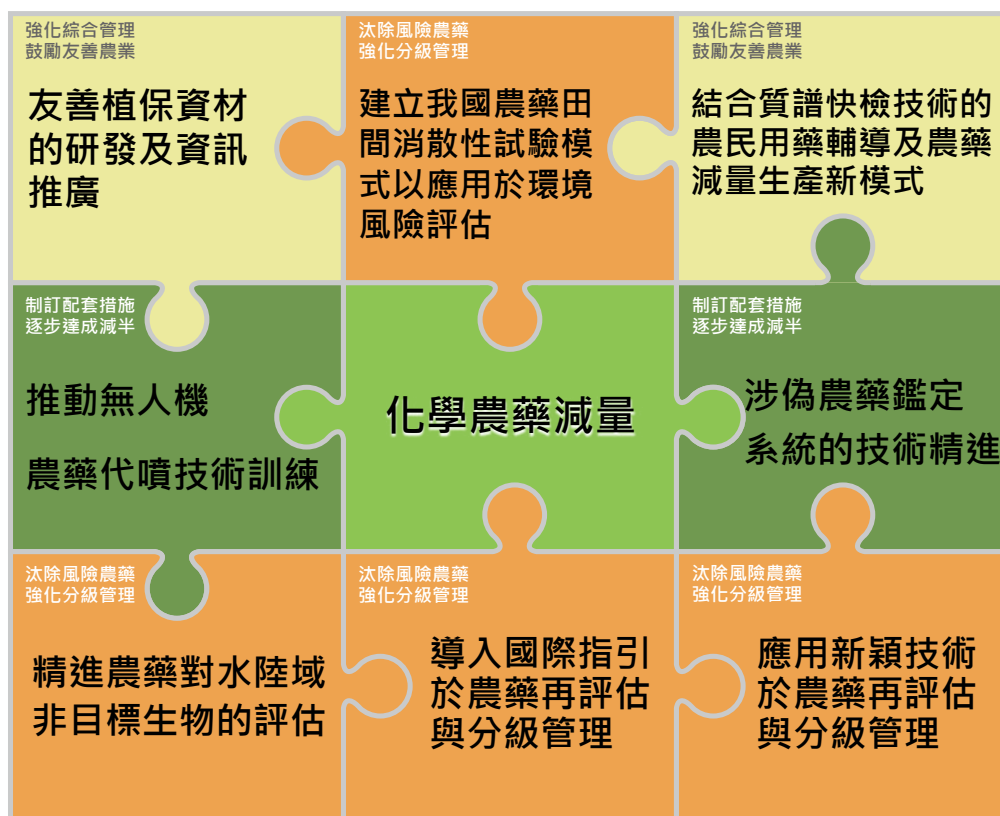 強化綜合管理
鼓勵友善農業
友善植保資材
的研發及資訊
推廣
汰除風險農藥
強化分級管理
建立我國農藥田
間消散性試驗模
式以應用於環境
風險評估
強化綜合管理
鼓勵友善農業
結合質譜快檢技術的
農民用藥輔導及農藥
減量生產新模式
制訂配套措施
逐步達成減半
推動無人機
農藥代噴技術訓練
化學農藥減量
制訂配套措施
逐步達成減半
涉偽農藥鑑定
系統的技術精進
汰除風險農藥
強化分級管理
精進農藥對水陸域
非目標生物的評估
汰除風險農藥
強化分級管理
導入國際指引
於農藥再評估
與分級管理
汰除風險農藥
強化分級管理
應用新穎技術
於農藥再評估
與分級管理